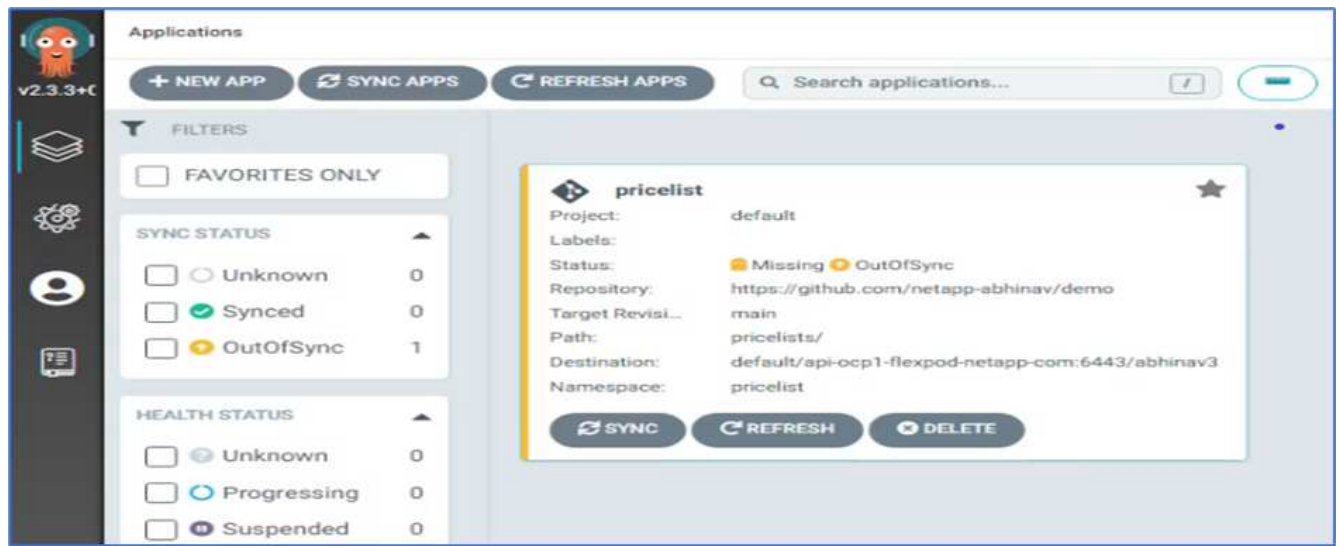 Applications
v2.3.3+
+ NEW APP
SYNC APPS
REFRESH APPS
Search applications...
/
FILTERS
FAVORITES ONLY
SYNC STATUS
Unknown 0
Synced 0
OutOfSync 1
HEALTH STATUS
Unknown 0
Progressing 0
Suspended 0
pricelist
Project: default
Labels:
Status: Missing OutOfSync
Repository: https://github.com/netapp-abhinav/demo
Target Revisi... main
Path: pricelists/
Destination: default/api-ocp1-flexpod-netapp-com:6443/abhinav3
Namespace: pricelist
SYNC
REFRESH
DELETE